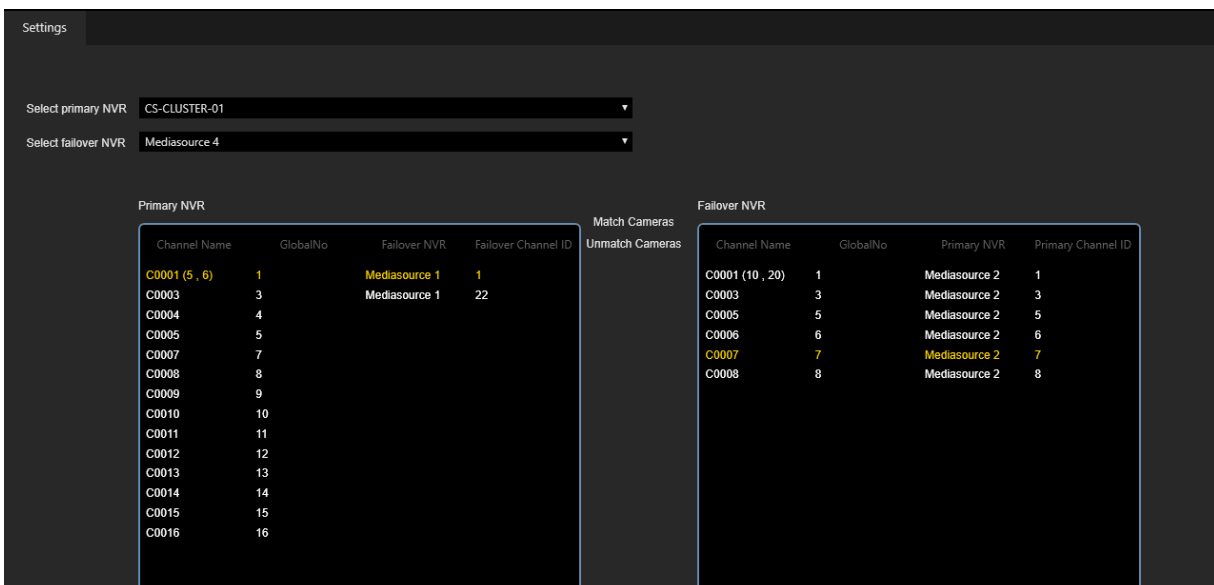 Settings
Select primary NVR CS-CLUSTER-01
Select failover NVR Mediasource 4
Primary NVR
Channel Name GlobalNo Failover NVR Failover Channel ID
C0001 (5 , 6) 1 Mediasource 1 1
C0003 3 Mediasource 1 22
C0004 4
C0005 5
C0007 7
C0008 8
C0009 9
C0010 10
C0011 11
C0012 12
C0013 13
C0014 14
C0015 15
C0016 16
Match Cameras
Unmatch Cameras
Failover NVR
Channel Name GlobalNo Primary NVR Primary Channel ID
C0001 (10 , 20) 1 Mediasource 2 1
C0003 3 Mediasource 2 3
C0005 5 Mediasource 2 5
C0006 6 Mediasource 2 6
C0007 7 Mediasource 2 7
C0008 8 Mediasource 2 8